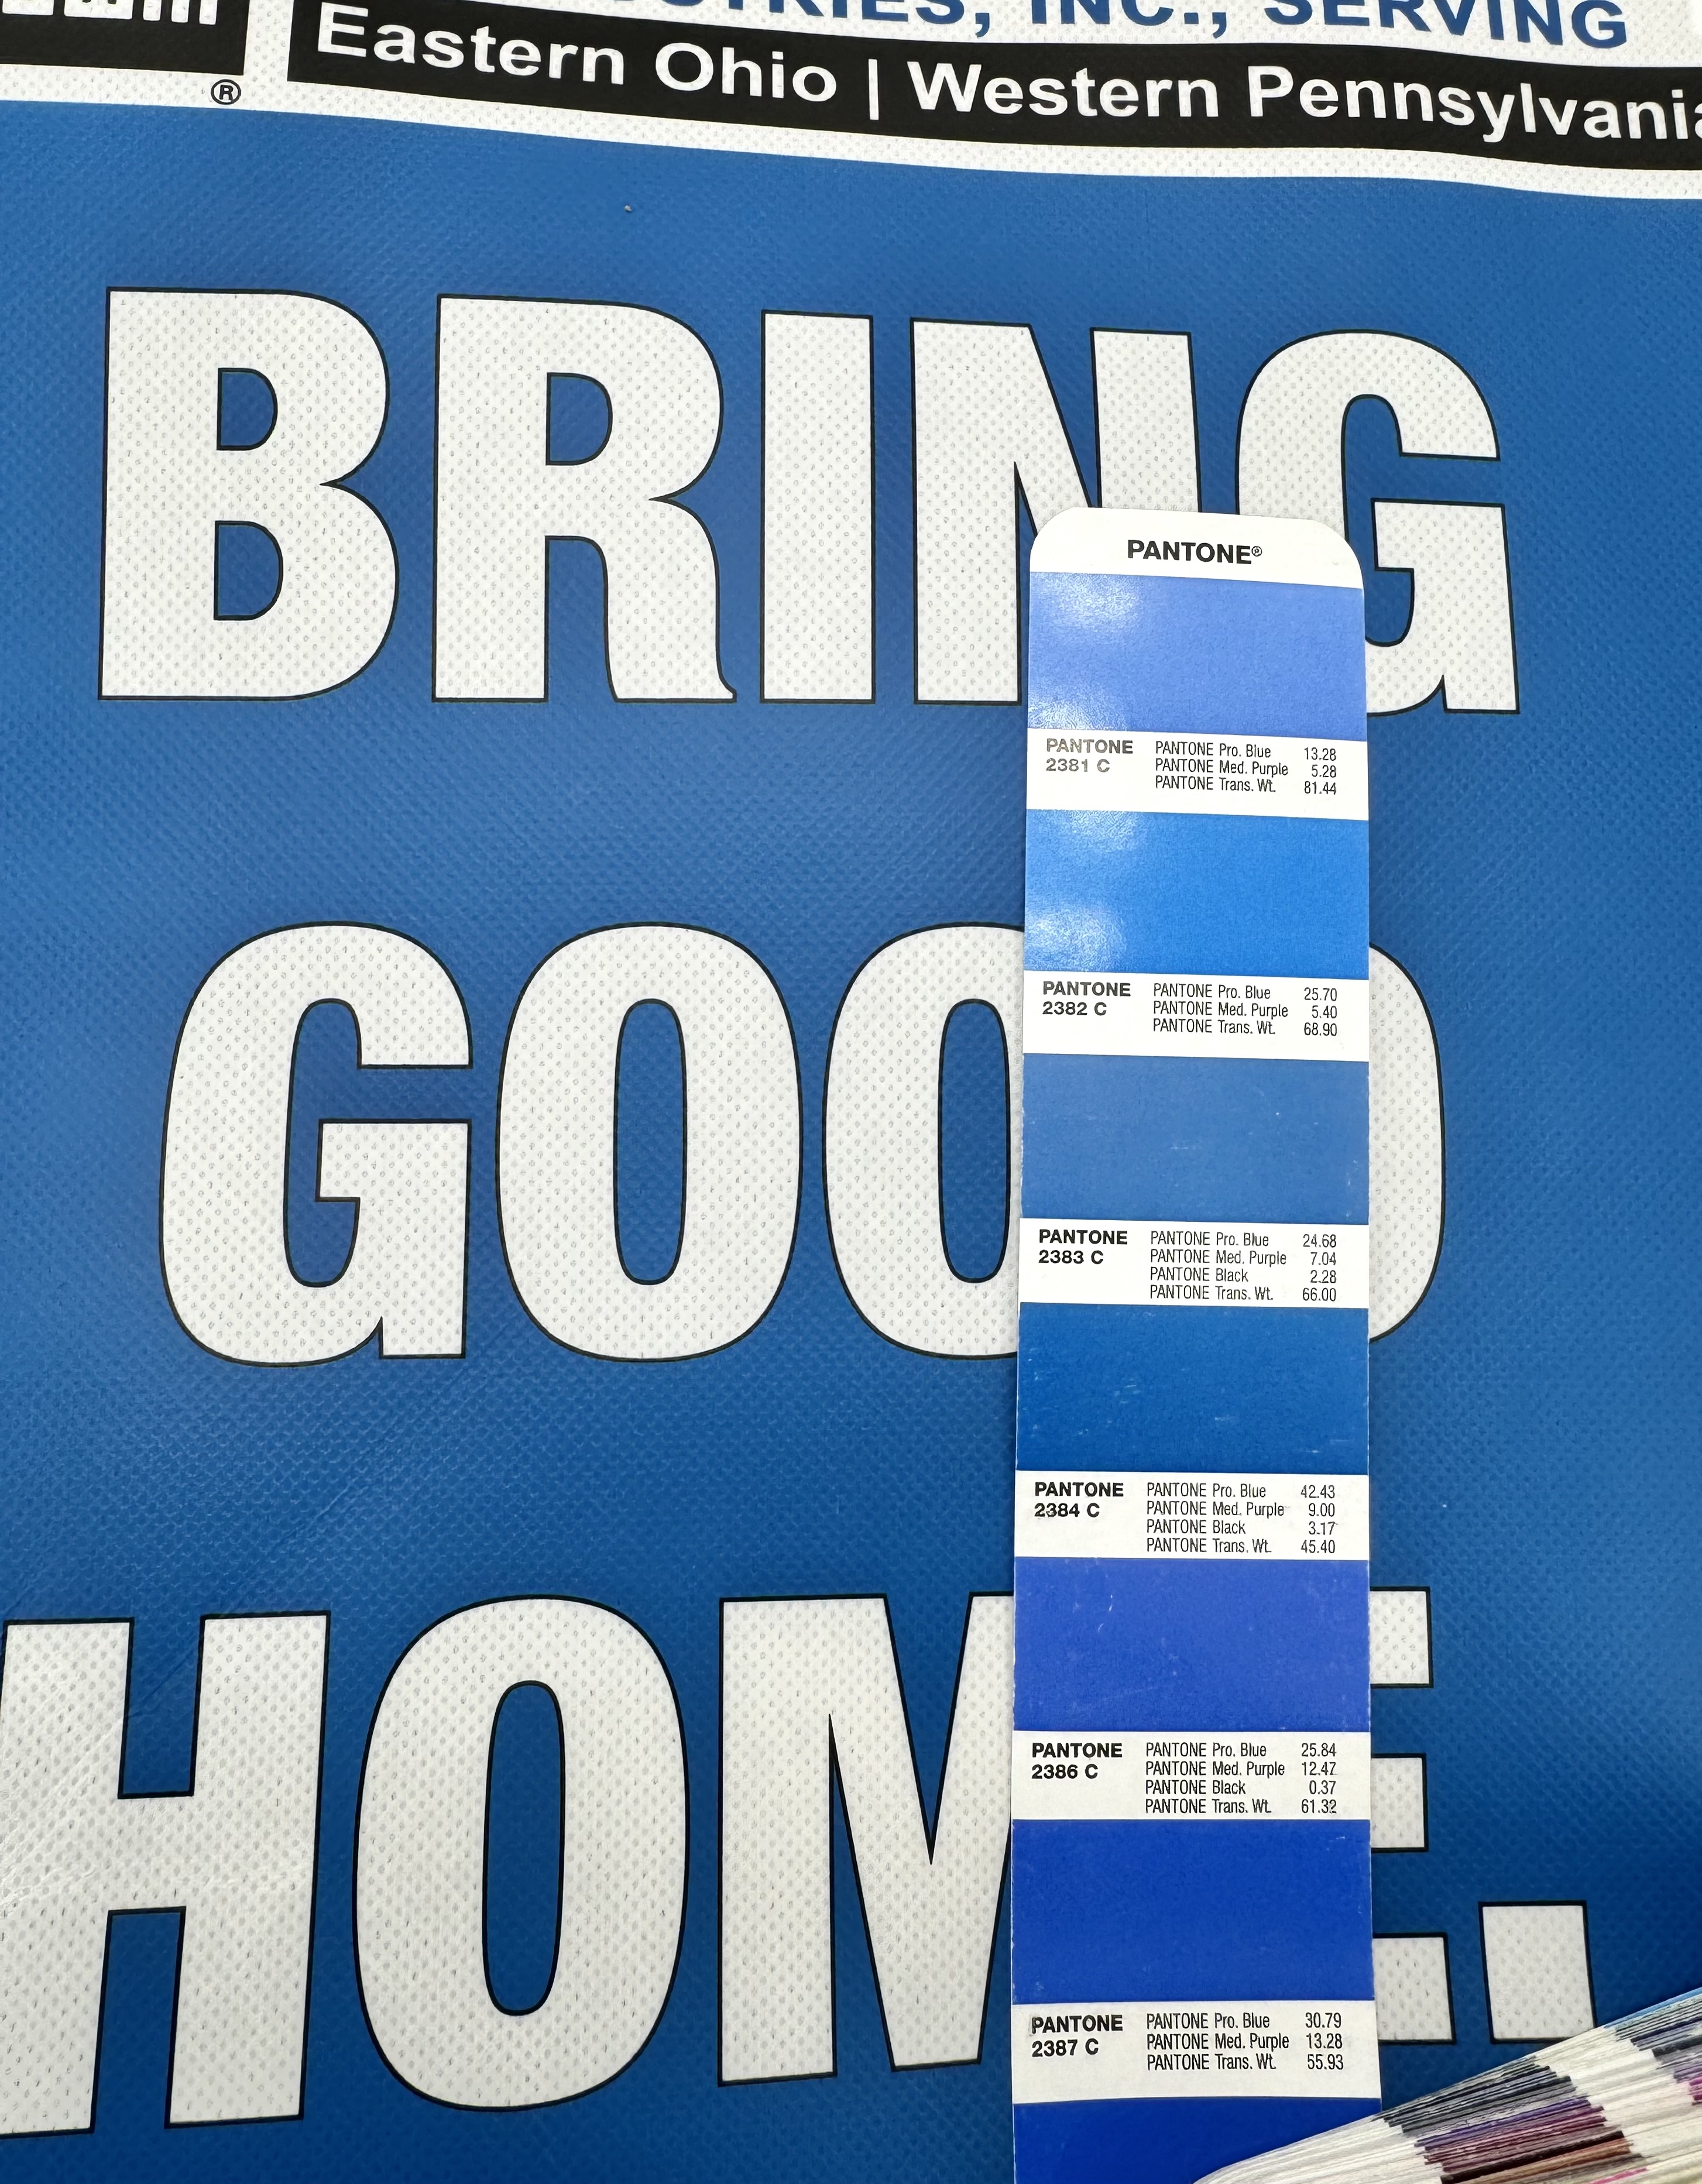 INC., SERVING
Eastern Ohio | Western Pennsylvania
®
BRING
GOO
HOME.
PANTONE®
PANTONE 2381 C
PANTONE Pro. Blue 13.28
PANTONE Med. Purple 5.28
PANTONE Trans. Wt. 81.44
PANTONE 2382 C
PANTONE Pro. Blue 25.70
PANTONE Med. Purple 5.40
PANTONE Trans. Wt. 68.90
PANTONE 2383 C
PANTONE Pro. Blue 24.68
PANTONE Med. Purple 7.04
PANTONE Black 2.28
PANTONE Trans. Wt. 66.00
PANTONE 2384 C
PANTONE Pro. Blue 42.43
PANTONE Med. Purple 9.00
PANTONE Black 3.17
PANTONE Trans. Wt. 45.40
PANTONE 2386 C
PANTONE Pro. Blue 25.84
PANTONE Med. Purple 12.47
PANTONE Black 0.37
PANTONE Trans. Wt. 61.32
PANTONE 2387 C
PANTONE Pro. Blue 30.79
PANTONE Med. Purple 13.28
PANTONE Trans. Wt. 55.93